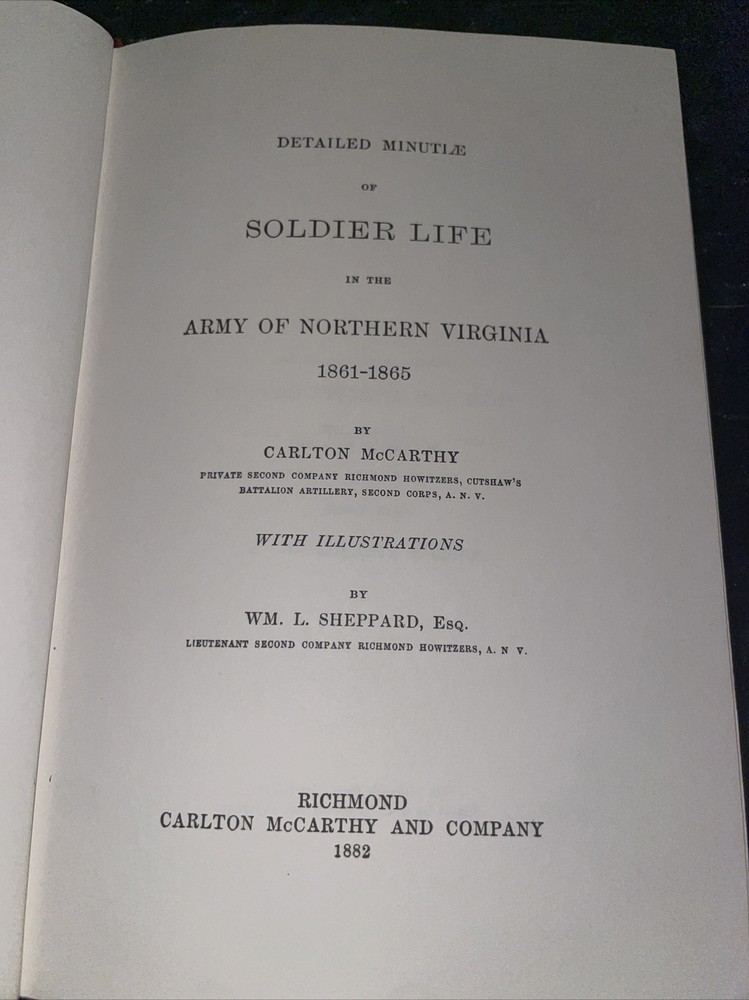 DETAILED MINUTIÆ
OF
SOLDIER LIFE
IN THE
ARMY OF NORTHERN VIRGINIA
1861-1865
BY
CARLTON McCARTHY
PRIVATE SECOND COMPANY RICHMOND HOWITZERS, CUTSHAW'S
BATTALION ARTILLERY, SECOND CORPS, A. N. V.
WITH ILLUSTRATIONS
BY
WM. L. SHEPPARD, Esq.
LIEUTENANT SECOND COMPANY RICHMOND HOWITZERS, A. N V.
RICHMOND
CARLTON McCARTHY AND COMPANY
1882